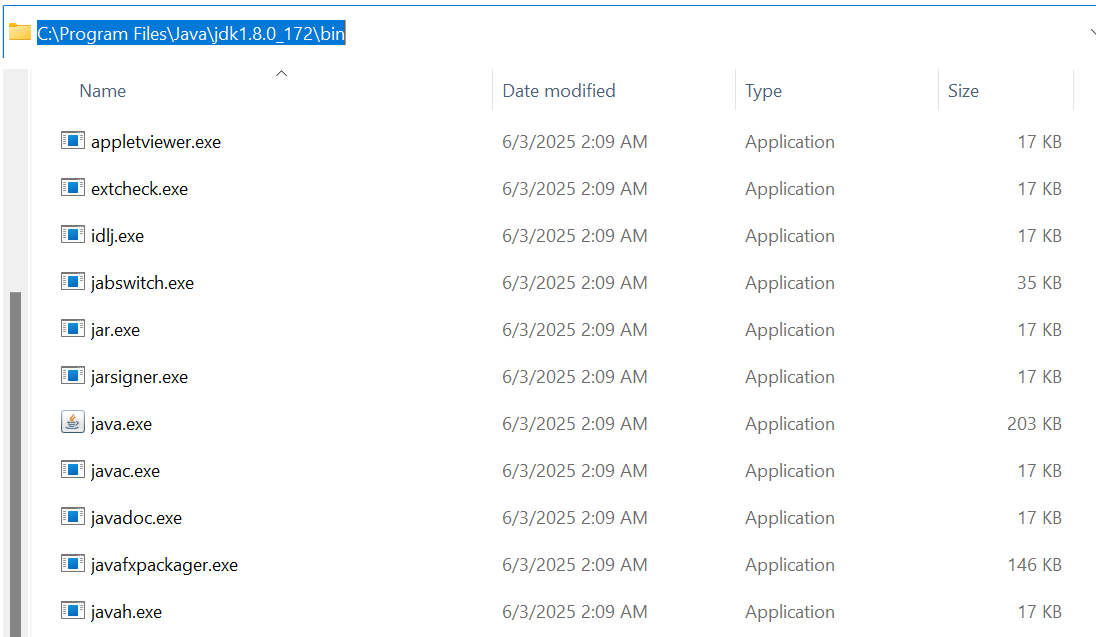 C:\Program Files\Java\jdk1.8.0_172\bin
Name Date modified Type Size
appletviewer.exe 6/3/2025 2:09 AM Application 17 KB
extcheck.exe 6/3/2025 2:09 AM Application 17 KB
idlj.exe 6/3/2025 2:09 AM Application 17 KB
jabswitch.exe 6/3/2025 2:09 AM Application 35 KB
jar.exe 6/3/2025 2:09 AM Application 17 KB
jarsigner.exe 6/3/2025 2:09 AM Application 17 KB
java.exe 6/3/2025 2:09 AM Application 203 KB
javac.exe 6/3/2025 2:09 AM Application 17 KB
javadoc.exe 6/3/2025 2:09 AM Application 17 KB
javafxpackager.exe 6/3/2025 2:09 AM Application 146 KB
javah.exe 6/3/2025 2:09 AM Application 17 KB